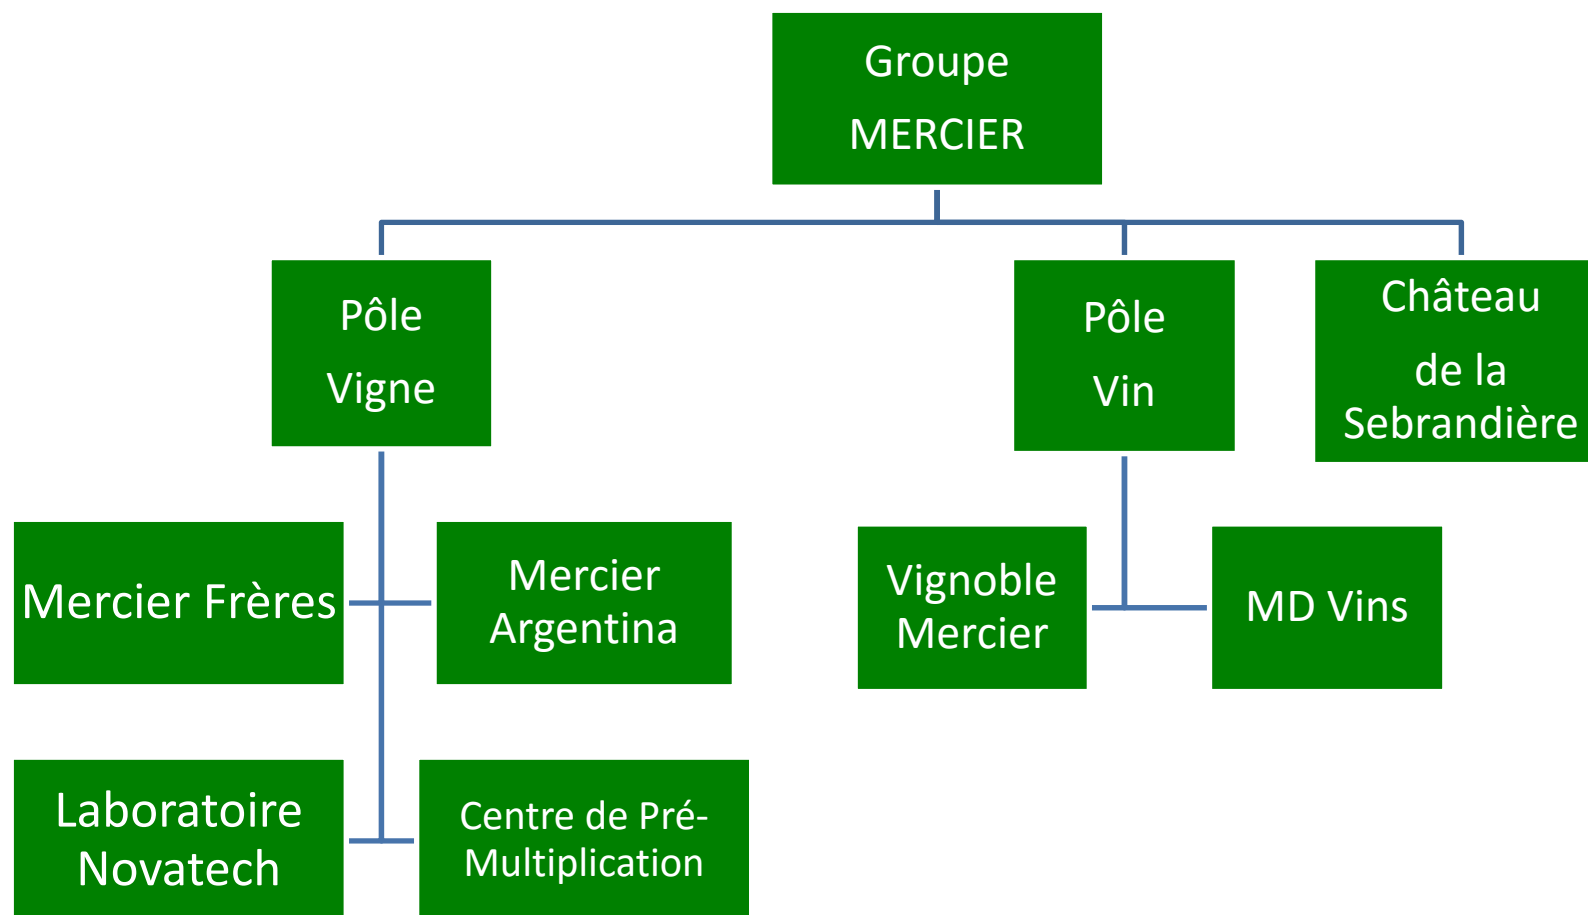 Groupe
MERCIER
Pôle
Vigne
Pôle
Vin
Château
de la
Sebrandière
Mercier Frères
Mercier
Argentina
Vignoble
Mercier
MD Vins
Laboratoire
Novatech
Centre de Pré-
Multiplication